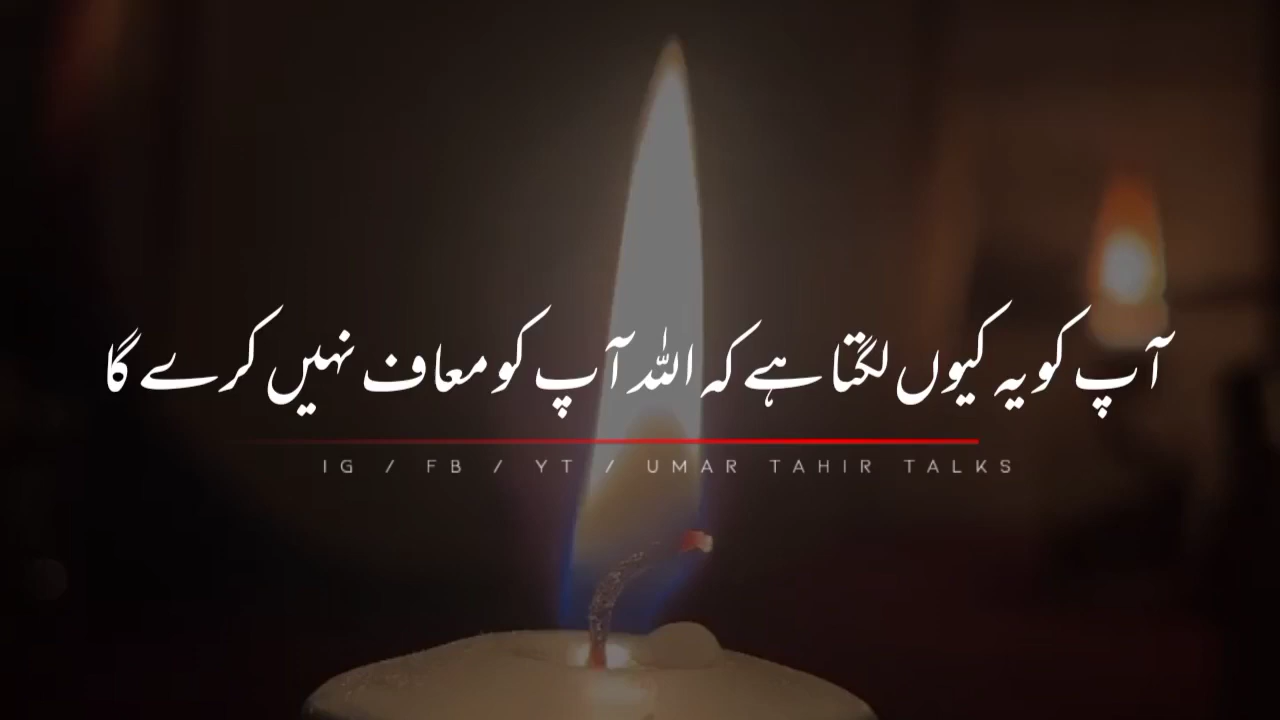 آپ کو یہ کیوں لگتا ہے کہ اللہ آپ کو معاف نہیں کرے گا
IG / FB / YT / UMAR TAHIR TALKS